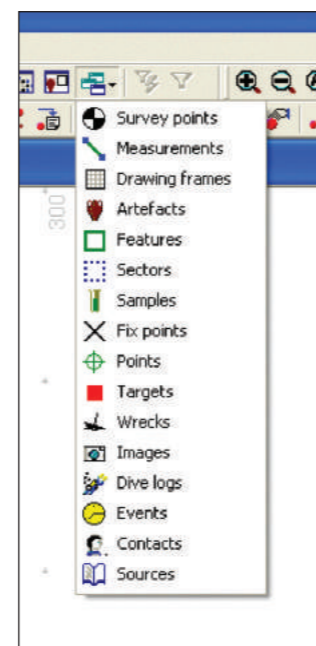 Survey points
Measurements
Drawing frames
300
Artefacts
Features
Sectors
Samples
Fix points
Points
Targets
Wrecks
Images
Dive logs
Events
Contacts
Sources